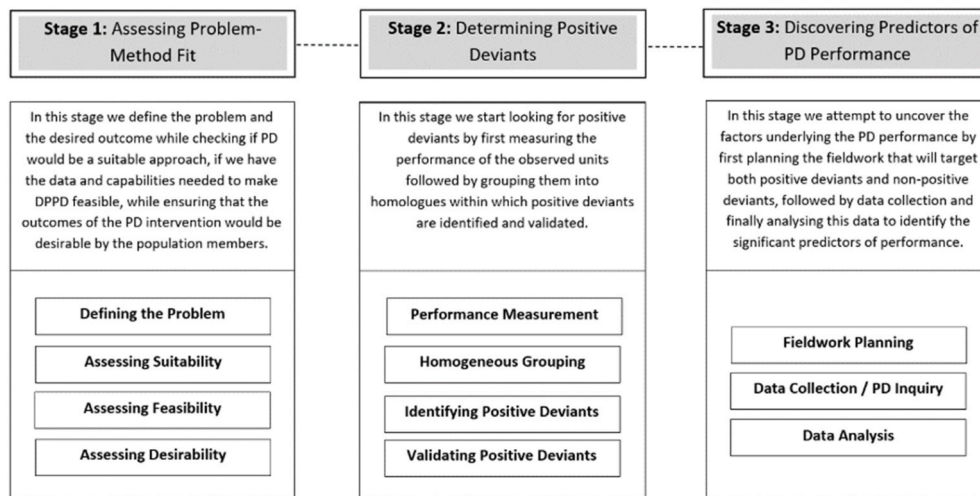 Stage 1: Assessing Problem-
Method Fit
In this stage we define the problem and
the desired outcome while checking if PD
would be a suitable approach, if we have
the data and capabilities needed to make
DPPD feasible, while ensuring that the
outcomes of the PD intervention would be
desirable by the population members.
Defining the Problem
Assessing Suitability
Assessing Feasibility
Assessing Desirability
Stage 2: Determining Positive
Deviants
In this stage we start looking for positive
deviants by first measuring the
performance of the observed units
followed by grouping them into
homologues within which positive deviants
are identified and validated.
Performance Measurement
Homogeneous Grouping
Identifying Positive Deviants
Validating Positive Deviants
Stage 3: Discovering Predictors of
PD Performance
In this stage we attempt to uncover the
factors underlying the PD performance by
first planning the fieldwork that will target
both positive deviants and non-positive
deviants, followed by data collection and
finally analysing this data to identify the
significant predictors of performance.
Fieldwork Planning
Data Collection / PD Inquiry
Data Analysis